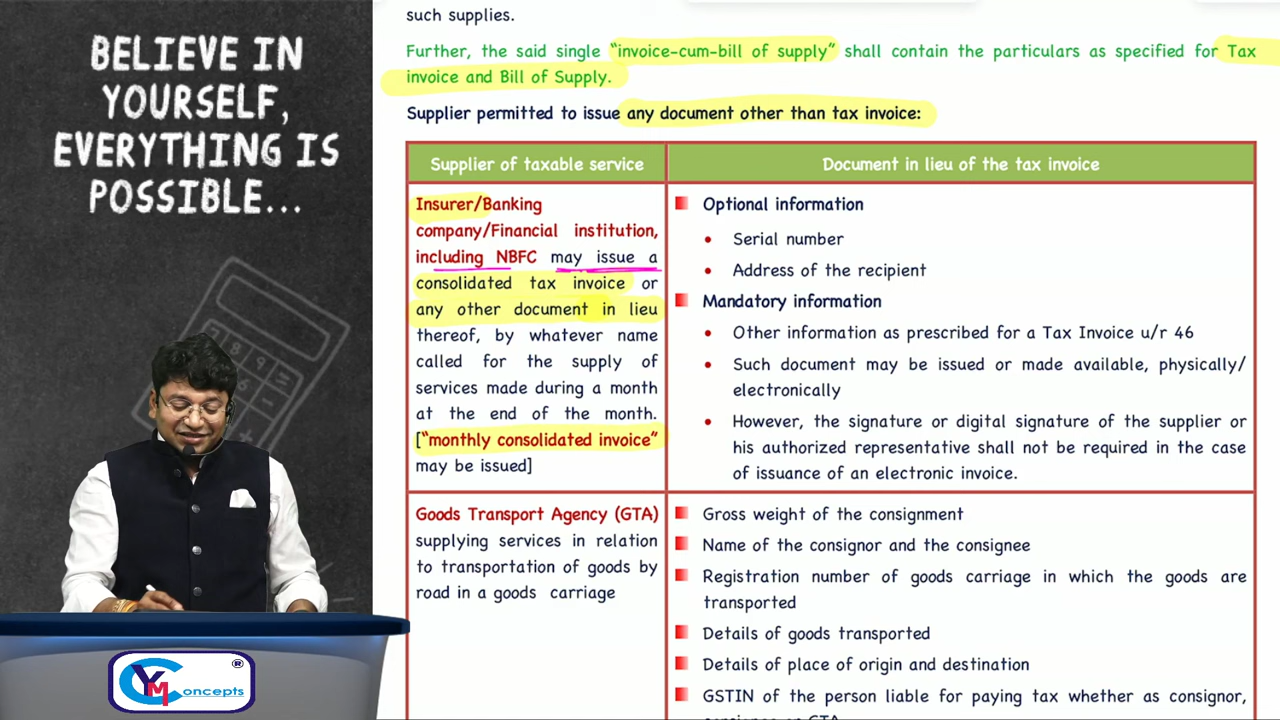 BELIEVE IN
YOURSELF,
EVERYTHING IS
POSSIBLE...
such supplies.
Further, the said single “invoice-cum-bill of supply” shall contain the particulars as specified for Tax
invoice and Bill of Supply.
Supplier permitted to issue any document other than tax invoice:
Supplier of taxable service
Document in lieu of the tax invoice
Insurer/Banking
company/Financial institution,
including NBFC may issue a
consolidated tax invoice or
any other document in lieu
thereof, by whatever name
called for the supply of
services made during a month
at the end of the month.
[“monthly consolidated invoice”
may be issued]
Optional information
• Serial number
• Address of the recipient
Mandatory information
• Other information as prescribed for a Tax Invoice u/r 46
• Such document may be issued or made available, physically/
electronically
• However, the signature or digital signature of the supplier or
his authorized representative shall not be required in the case
of issuance of an electronic invoice.
Goods Transport Agency (GTA)
supplying services in relation
to transportation of goods by
road in a goods carriage
Gross weight of the consignment
Name of the consignor and the consignee
Registration number of goods carriage in which the goods are
transported
Details of goods transported
Details of place of origin and destination
GSTIN of the person liable for paying tax whether as consignor,
CYM oncepts ®